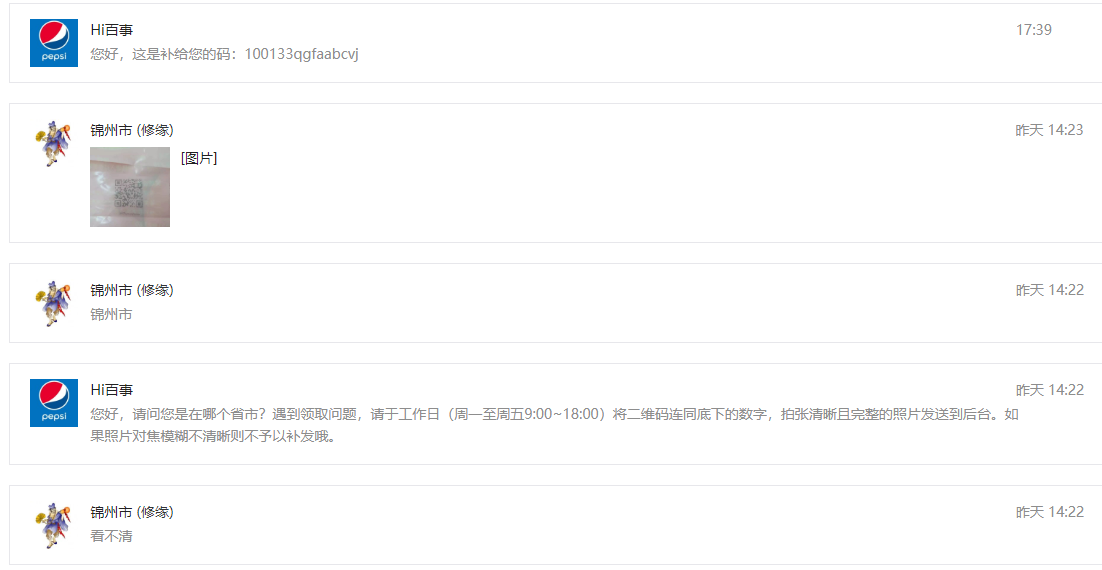 Hi百事
17:39
pepsi
您好，这是补给您的码：100133qgfaabcvj
锦州市 (修缘)
昨天 14:23
[图片]
锦州市 (修缘)
昨天 14:22
锦州市
Hi百事
昨天 14:22
pepsi
您好，请问您是在哪个省市？遇到领取问题，请于工作日（周一至周五9:00~18:00）将二维码连同底下的数字，拍张清晰且完整的照片发送到后台。如
果照片对焦模糊不清晰则不予以补发哦。
锦州市 (修缘)
昨天 14:22
看不清